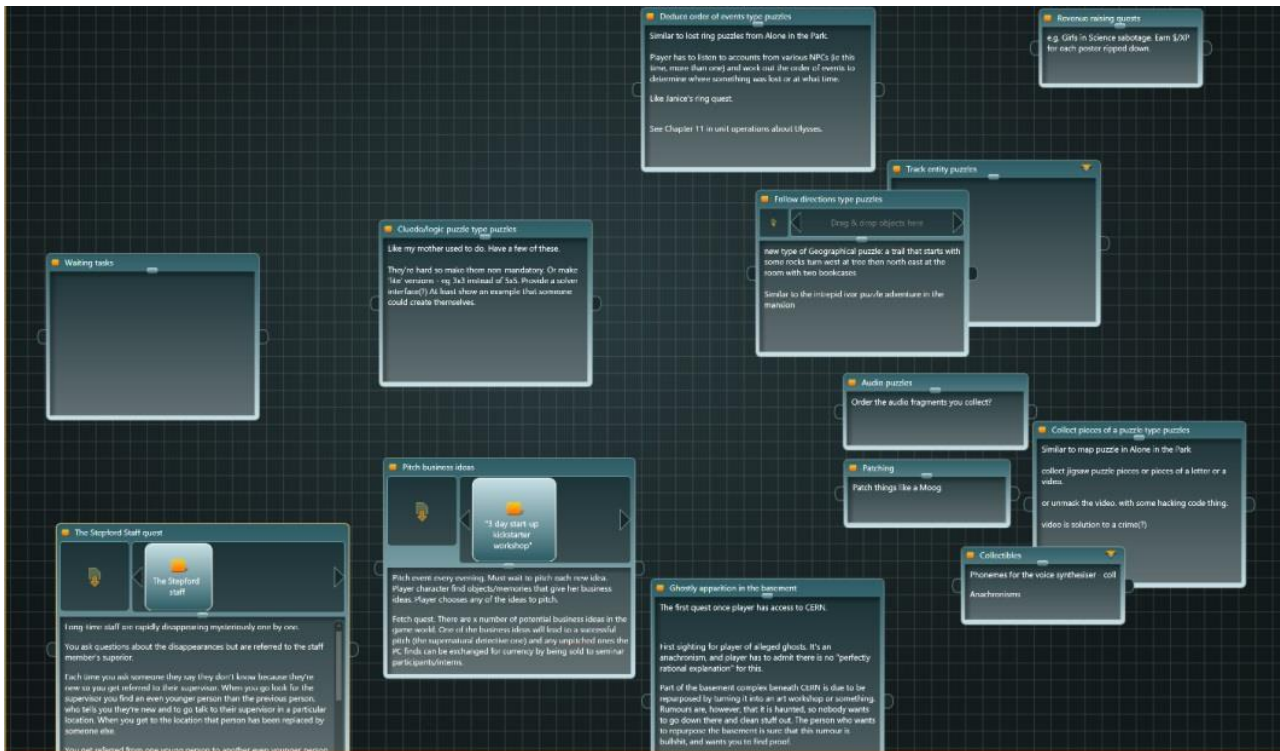 Deduce order of events type puzzles
Similar to lost ring puzzles from Alone in the Park.
Player has to listen to accounts from various NPCs (ie this
time, more than one) and work out the order of events to
determine where something was lost or at what time.
Like Janice's ring quest.
See Chapter 11 in unit operations about Ulysses.
Revenue raising quests
e.g. Girls in Science sabotage. Earn $/XP
for each poster ripped down.
Track entity puzzles
Follow directions type puzzles
Drag & drop objects here
new type of Geographical puzzle: a trail that starts with
some rocks turn west at tree then north east at the
room with two bookcases
Similar to the intrepid ivor puzzle adventure in the
mansion
Cluedo/logic puzzle type puzzles
Like my mother used to do. Have a few of these.
They're hard so make them non mandatory. Or make
'lite' versions - eg 3x3 instead of 5x5. Provide a solver
interface(?) At least show an example that someone
could create themselves.
Waiting tasks
Audio puzzles
Order the audio fragments you collect?
Collect pieces of a puzzle type puzzles
Similar to map puzzle in Alone in the Park
collect jigsaw puzzle pieces or pieces of a letter or a
video.
or unmask the video. with some hacking code thing.
video is solution to a crime(?)
Patching
Patch things like a Moog
Collectibles
Phonemes for the voice synthesiser - coll
Anachronisms
Pitch business ideas
"3 day start-up
kickstarter
workshop"
Pitch event every evening. Must wait to pitch each new idea.
Player character find objects/memories that give her business
ideas. Player chooses any of the ideas to pitch.
Fetch quest. There are a number of potential business ideas in the
game world. One of the business ideas will lead to a successful
pitch (the supernatural detective one) and any unpitched ones the
PC finds can be exchanged for currency by being sold to seminar
participants/interns.
The Stepford Staff quest
The Stepford
staff
Long-time staff are rapidly disappearing mysteriously one by one.
You ask questions about the disappearances but are referred to the staff
member's superior.
Each time you ask someone they say they don't know because they're
new so you get referred to their supervisor. When you go look for the
supervisor you find an even younger person than the previous person,
who tells you they're new and to go talk to their supervisor in a particular
location. When you get to the location that person has been replaced by
someone else.
You get referred from one young person to another even younger person
Ghostly apparition in the basement
The first quest once player has access to CERN.
First sighting for player of alleged ghosts. It's an
anachronism, and player has to admit there is no "perfectly
rational explanation" for this.
Part of the basement complex beneath CERN is due to be
repurposed by turning it into an art workshop or something.
Rumours are, however, that it is haunted, so nobody wants
to go down there and clean stuff out. The person who wants
to repurpose the basement is sure that this rumour is
bullshit, and wants you to find proof.